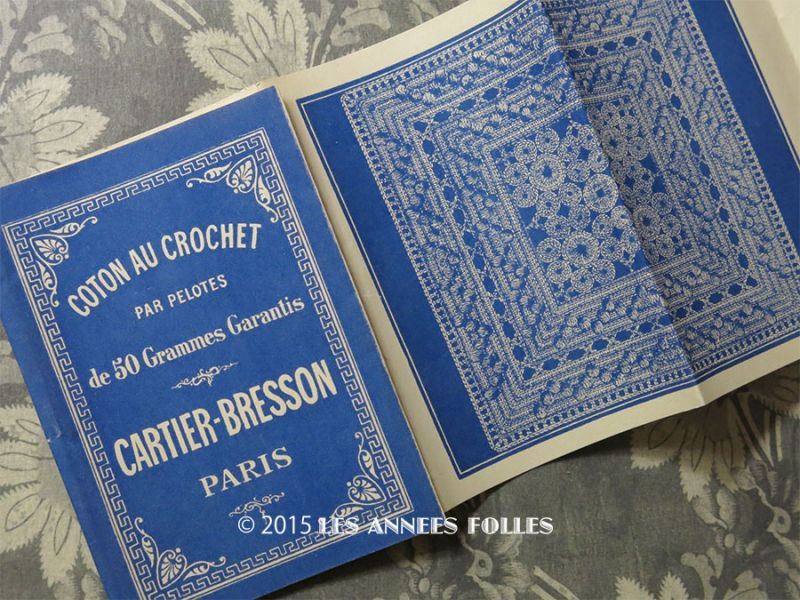 COTON AU CROCHET
PAR PELOTES
de 50 Grammes Garantis
CARTIER-BRESSON
PARIS
© 2015 LES ANNEES FOLLES